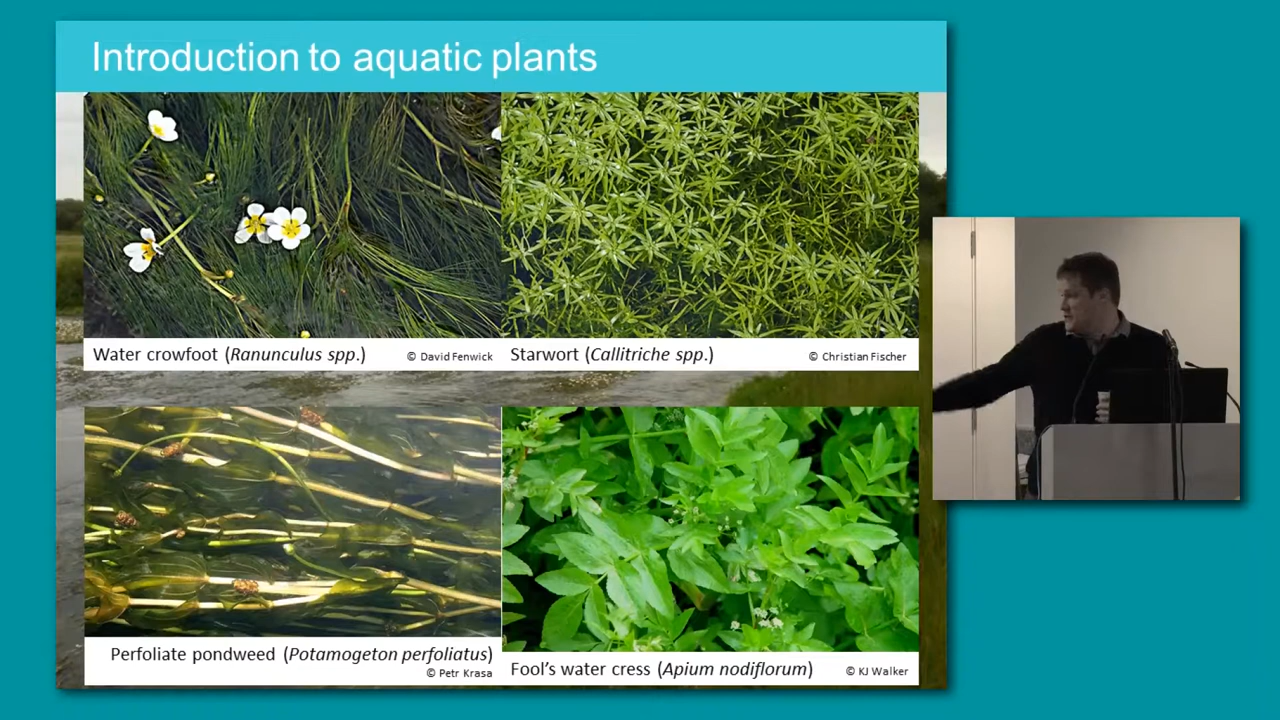 Introduction to aquatic plants
Water crowfoot (Ranunculus spp.) © David Fenwick
Starwort (Callitriche spp.) © Christian Fischer
Perfoliate pondweed (Potamogeton perfoliatus)
© Petr Krasa
Fool's water cress (Apium nodiflorum) © KJ Walker